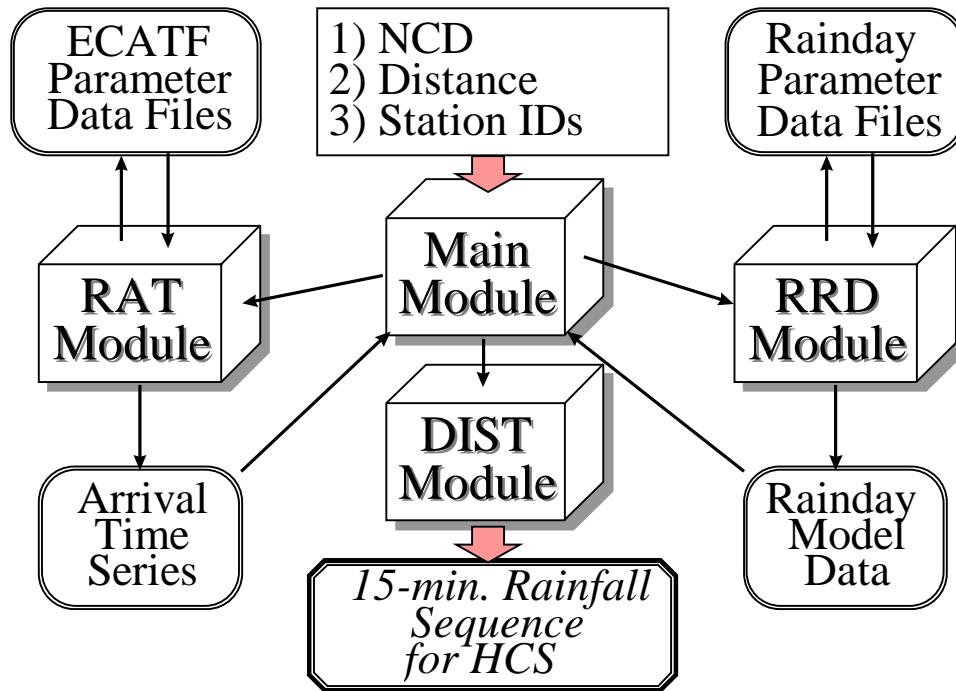 ECATF
Parameter
Data Files
1) NCD
2) Distance
3) Station IDs
Rainday
Parameter
Data Files
RAT
Module
Main
Module
RRD
Module
DIST
Module
Arrival
Time
Series
Rainday
Model
Data
15-min. Rainfall
Sequence
for HCS